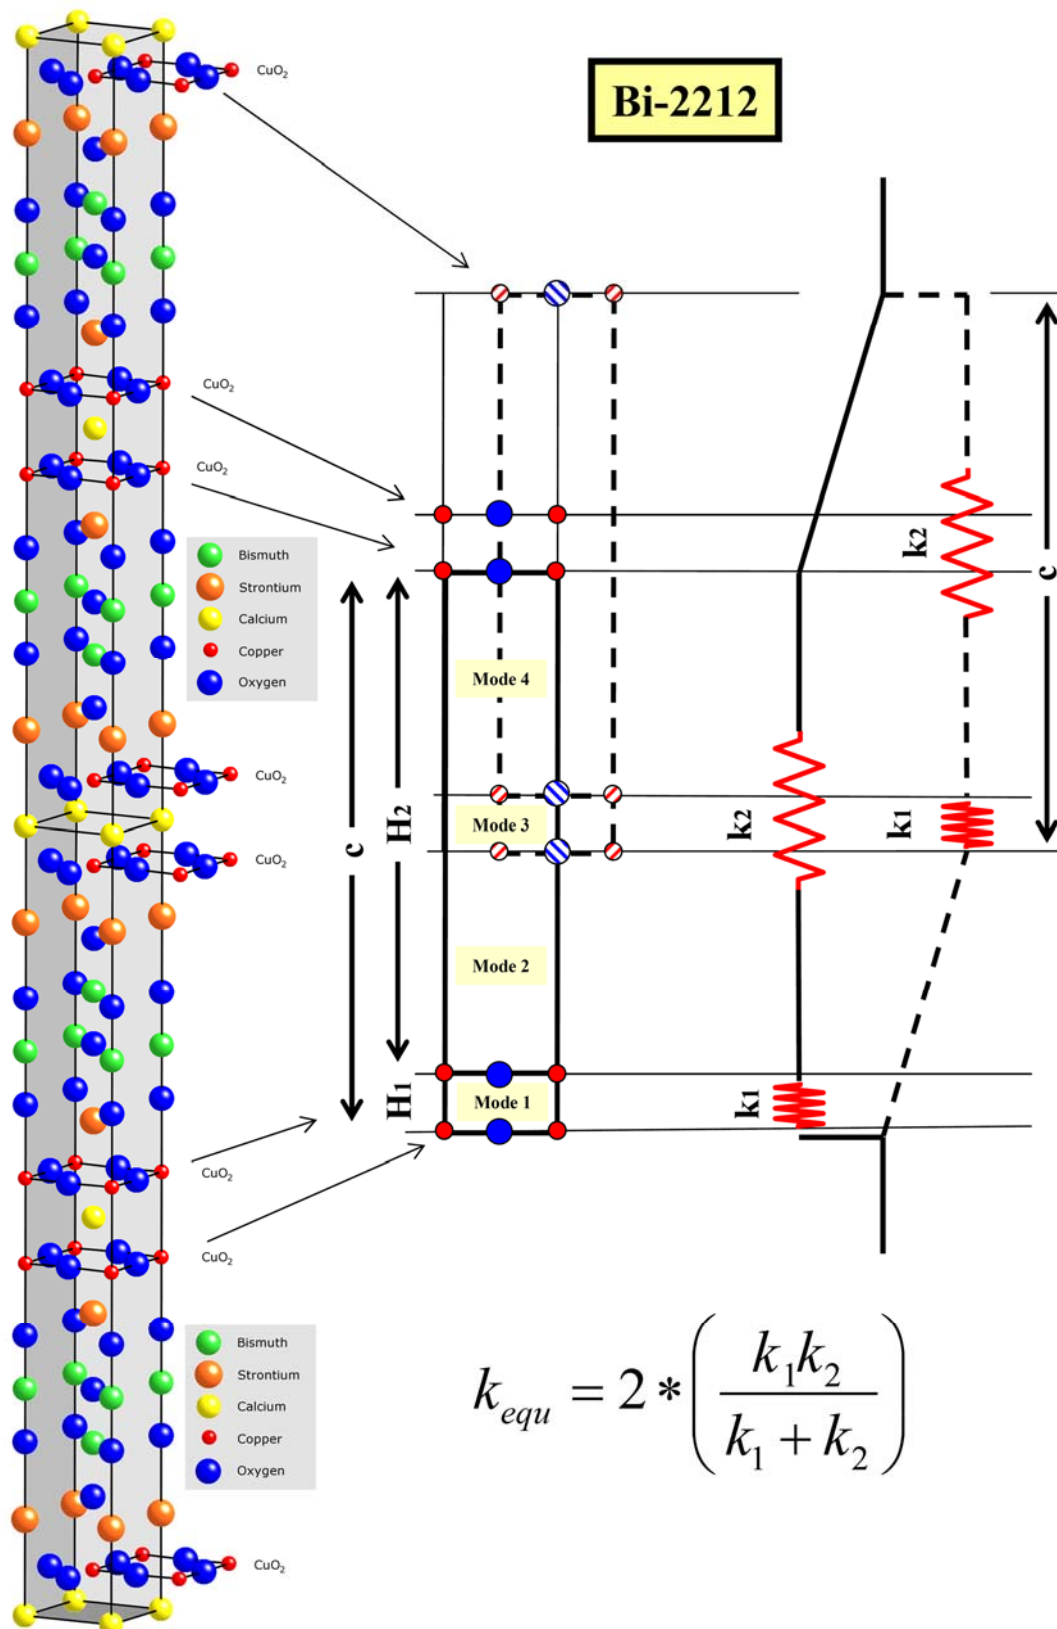 CuO₂
Bi-2212
CuO₂
CuO₂
Bismuth
Strontium
Calcium
Copper
Oxygen
k2
c
Mode 4
CuO₂
Mode 3
k2
k1
H2
c
CuO₂
Mode 2
H1
Mode 1
k1
CuO₂
CuO₂
Bismuth
Strontium
Calcium
Copper
Oxygen
k_equ = 2 * ( k₁k₂ / k₁ + k₂ )
CuO₂